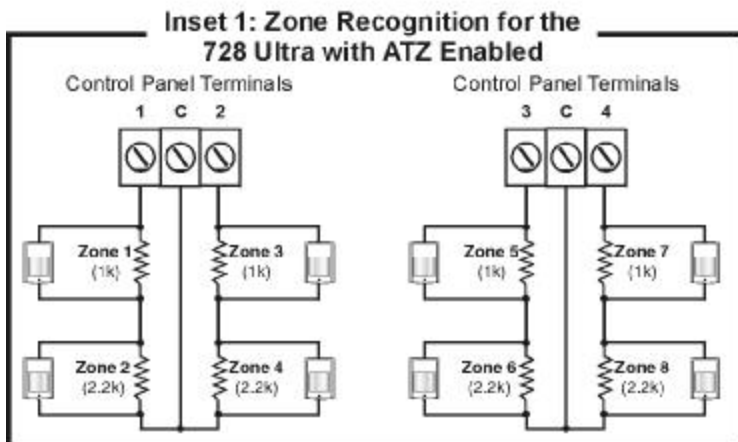 Inset 1: Zone Recognition for the
728 Ultra with ATZ Enabled
Control Panel Terminals
1 C 2
Zone 1
(1k)
Zone 3
(1k)
Zone 2
(2.2k)
Zone 4
(2.2k)
Control Panel Terminals
3 C 4
Zone 5
(1k)
Zone 7
(1k)
Zone 6
(2.2k)
Zone 8
(2.2k)